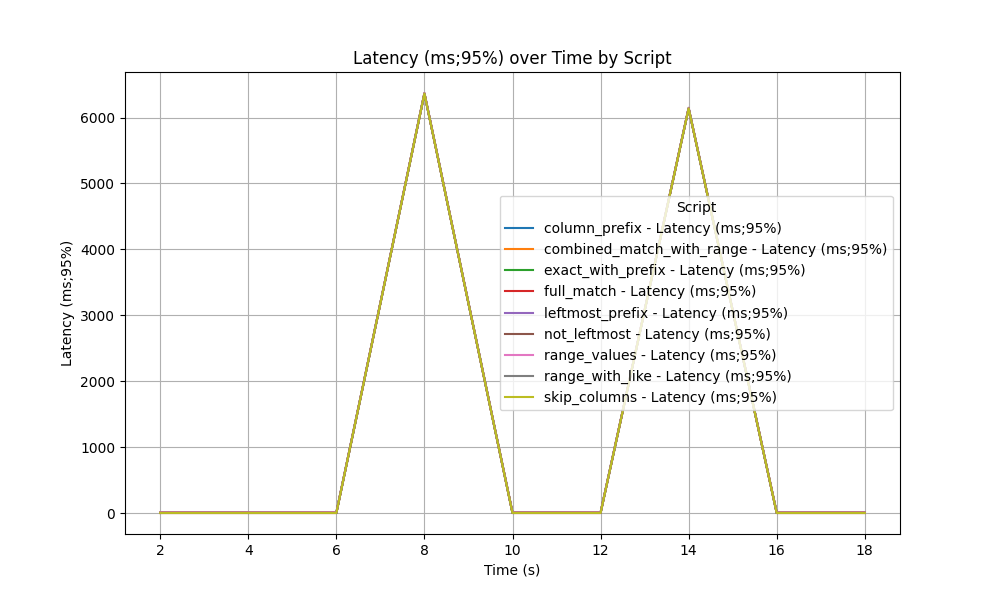 Latency (ms;95%) over Time by Script
Latency (ms;95%)
6000
5000
4000
3000
2000
1000
0
Script
column_prefix - Latency (ms;95%)
combined_match_with_range - Latency (ms;95%)
exact_with_prefix - Latency (ms;95%)
full_match - Latency (ms;95%)
leftmost_prefix - Latency (ms;95%)
not_leftmost - Latency (ms;95%)
range_values - Latency (ms;95%)
range_with_like - Latency (ms;95%)
skip_columns - Latency (ms;95%)
2 4 6 8 10 12 14 16 18
Time (s)